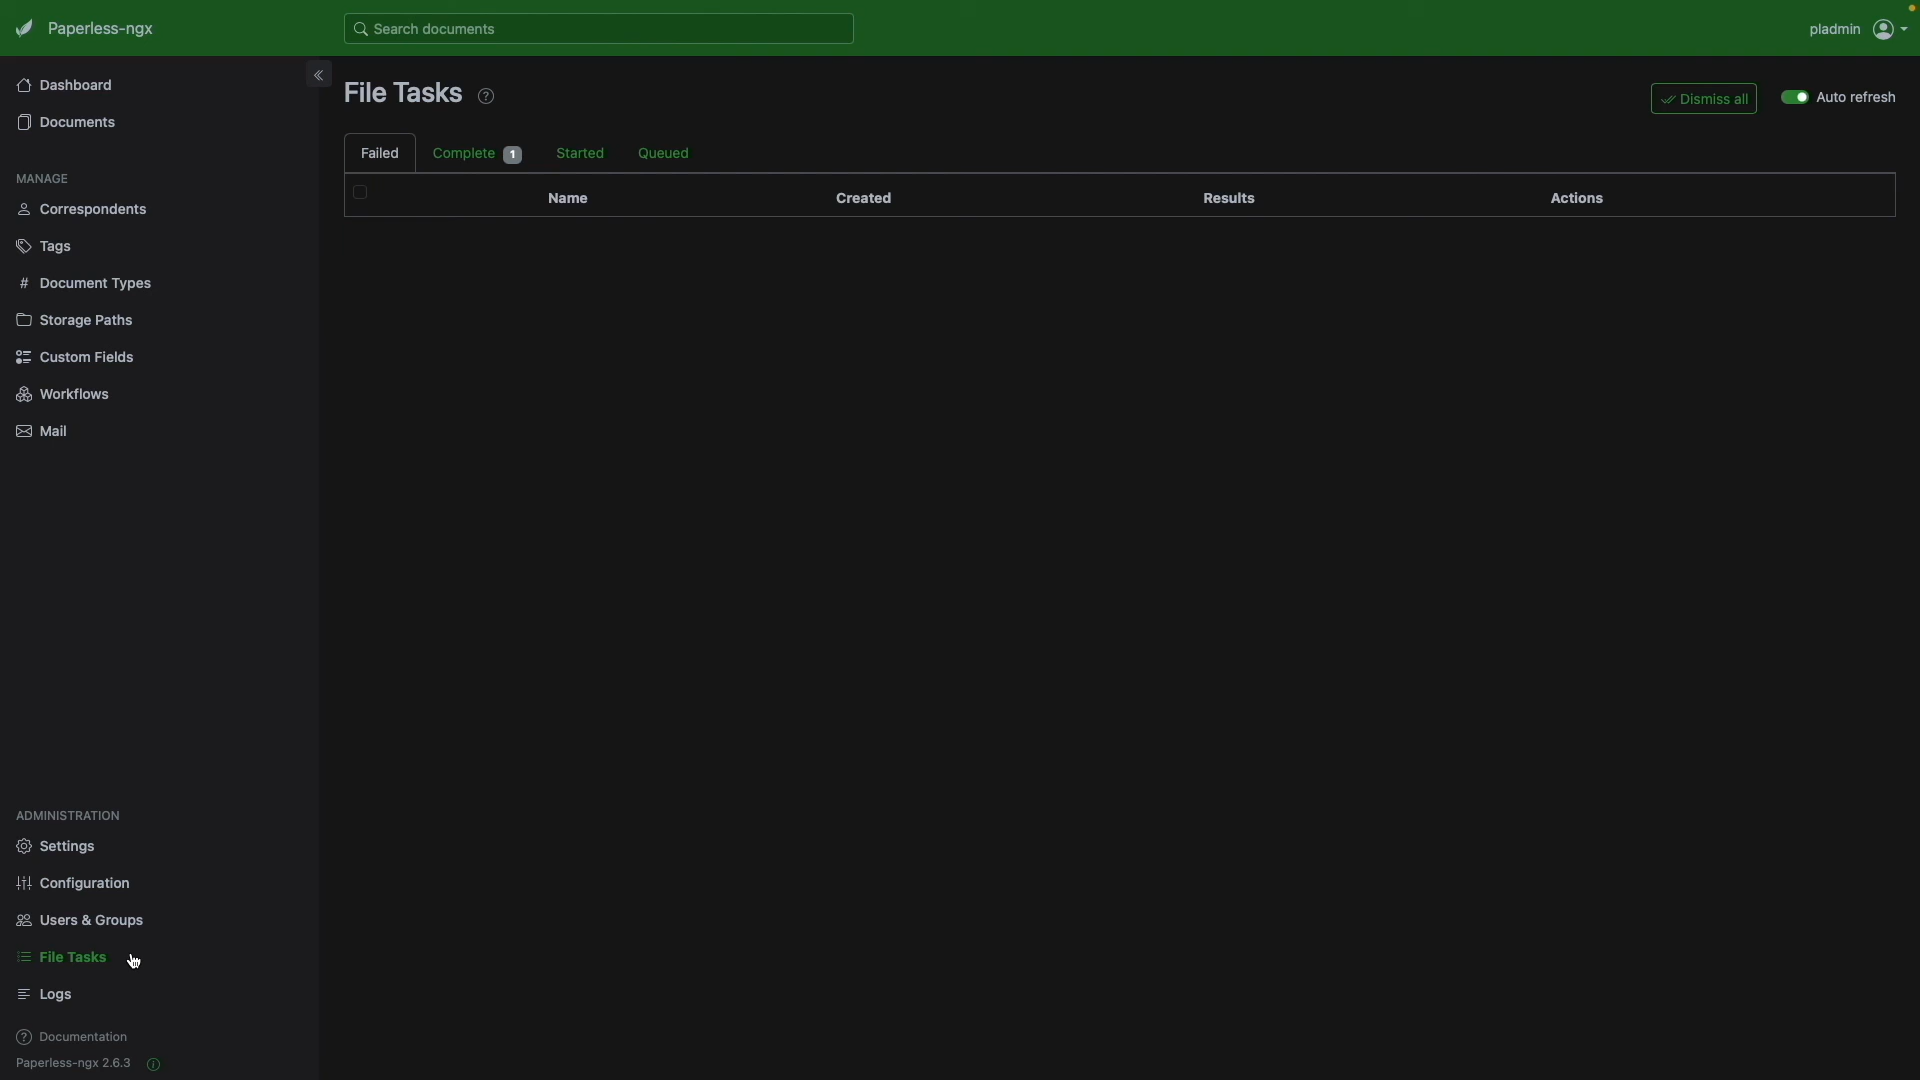 Paperless-ngx
Search documents
pladmin
Dashboard
Documents
MANAGE
Correspondents
Tags
# Document Types
Storage Paths
Custom Fields
Workflows
Mail
ADMINISTRATION
Settings
Configuration
Users & Groups
File Tasks
Logs
? Documentation
Paperless-ngx 2.6.3 i
File Tasks ?
Dismiss all
Auto refresh
Failed Complete 1 Started Queued
Name Created Results Actions